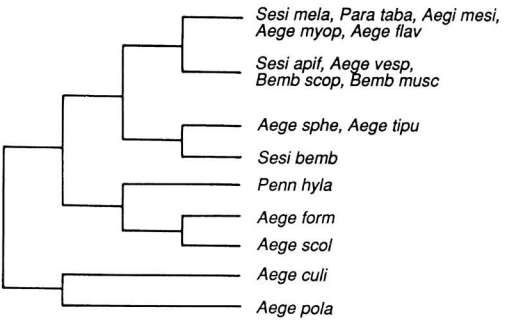 Sesi mela, Para taba, Aegi mesi,
Aege myop, Aege flav
Sesi apif, Aege vesp,
Bemb scop, Bemb musc
Aege sphe, Aege tipu
Sesi bemb
Penn hyla
Aege form
Aege scol
Aege culi
Aege pola